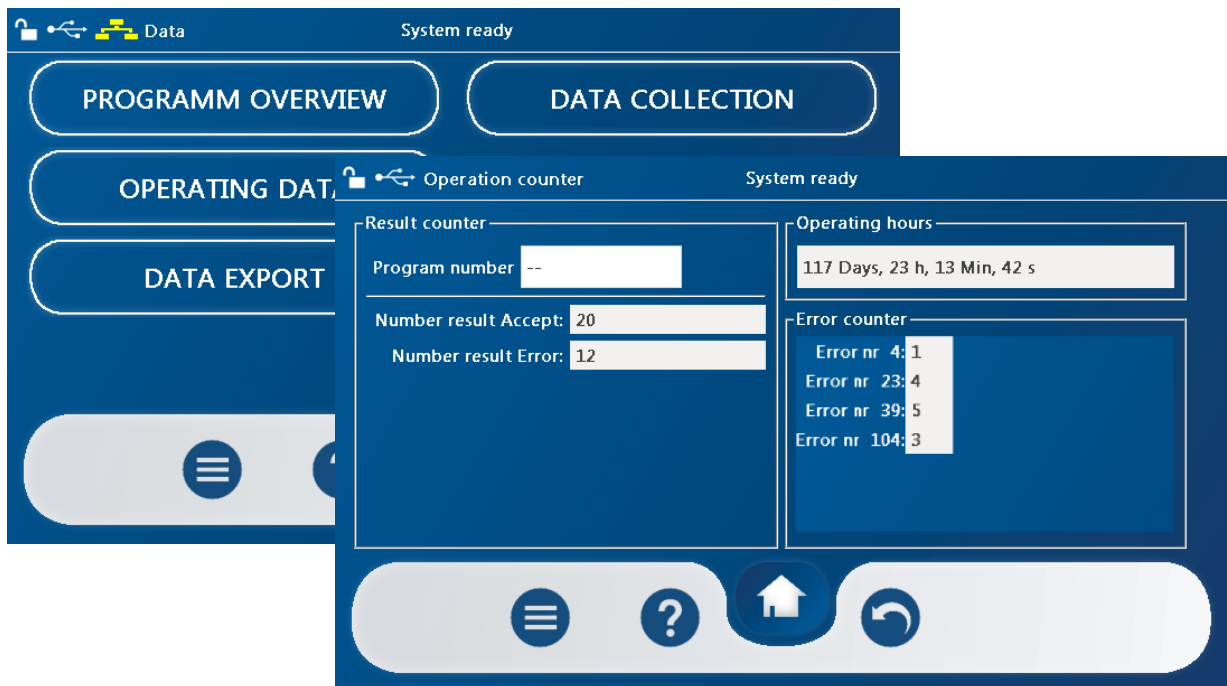 Data
System ready
PROGRAMM OVERVIEW
DATA COLLECTION
OPERATING DATA
DATA EXPORT
Operation counter
System ready
Result counter
Program number --
Number result Accept: 20
Number result Error: 12
Operating hours
117 Days, 23 h, 13 Min, 42 s
Error counter
Error nr 4: 1
Error nr 23: 4
Error nr 39: 5
Error nr 104: 3
?